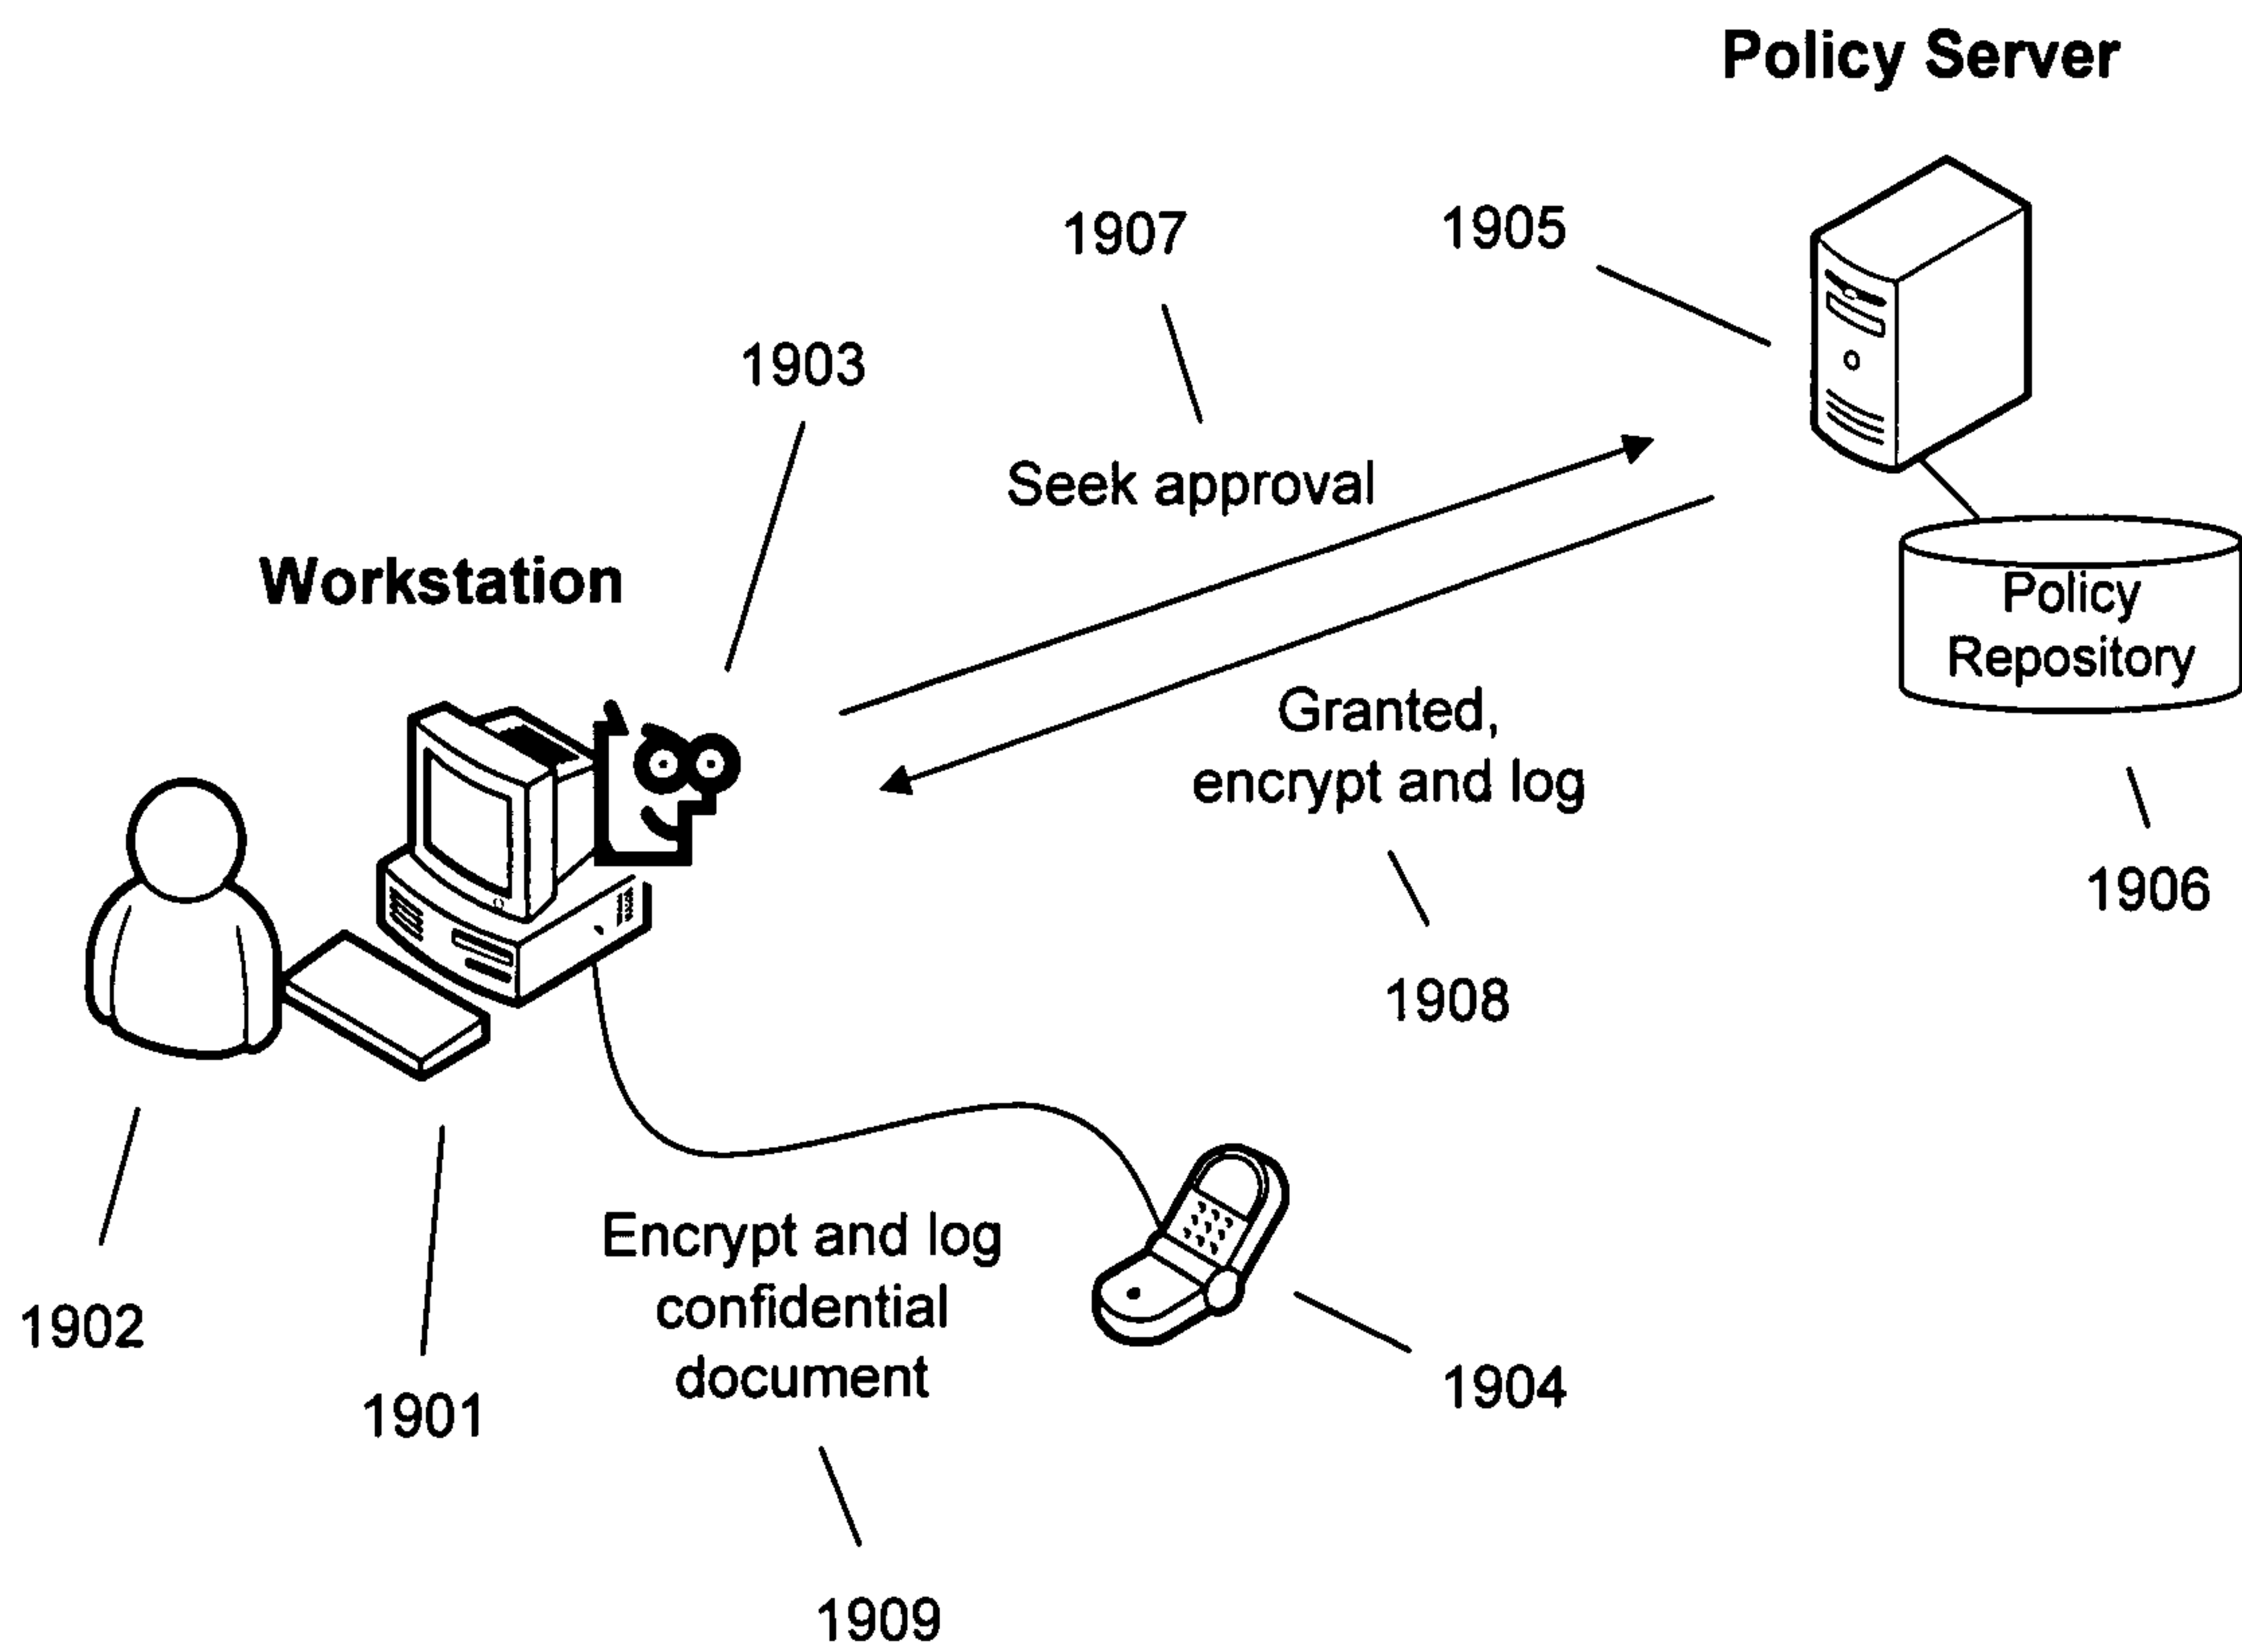 Policy Server
1907
1905
1903
Seek approval
Workstation
Policy
Repository
Granted,
encrypt and log
1906
1908
Encrypt and log
confidential
document
1902
1901
1904
1909